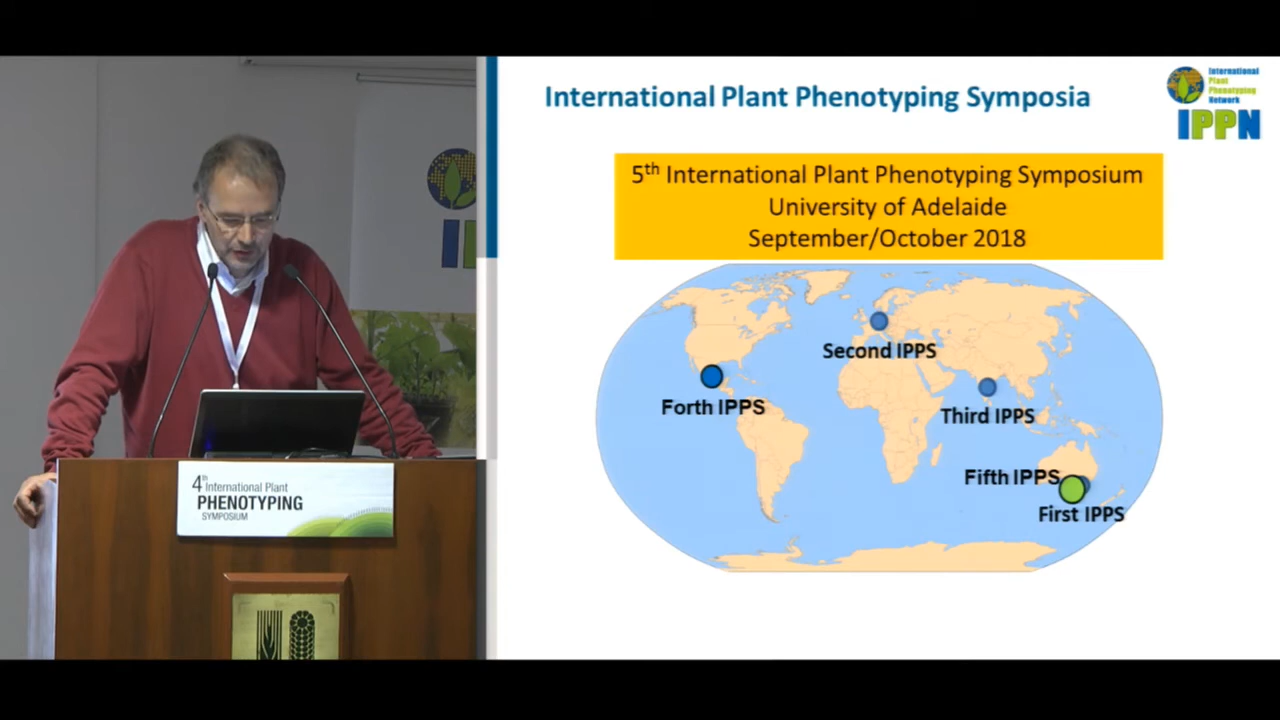 International Plant Phenotyping Symposia
International
Plant
Phenotyping
Network
IPPN
5th International Plant Phenotyping Symposium
University of Adelaide
September/October 2018
Second IPPS
Forth IPPS
Third IPPS
Fifth IPPS
First IPPS
4th International Plant
PHENOTYPING
SYMPOSIUM